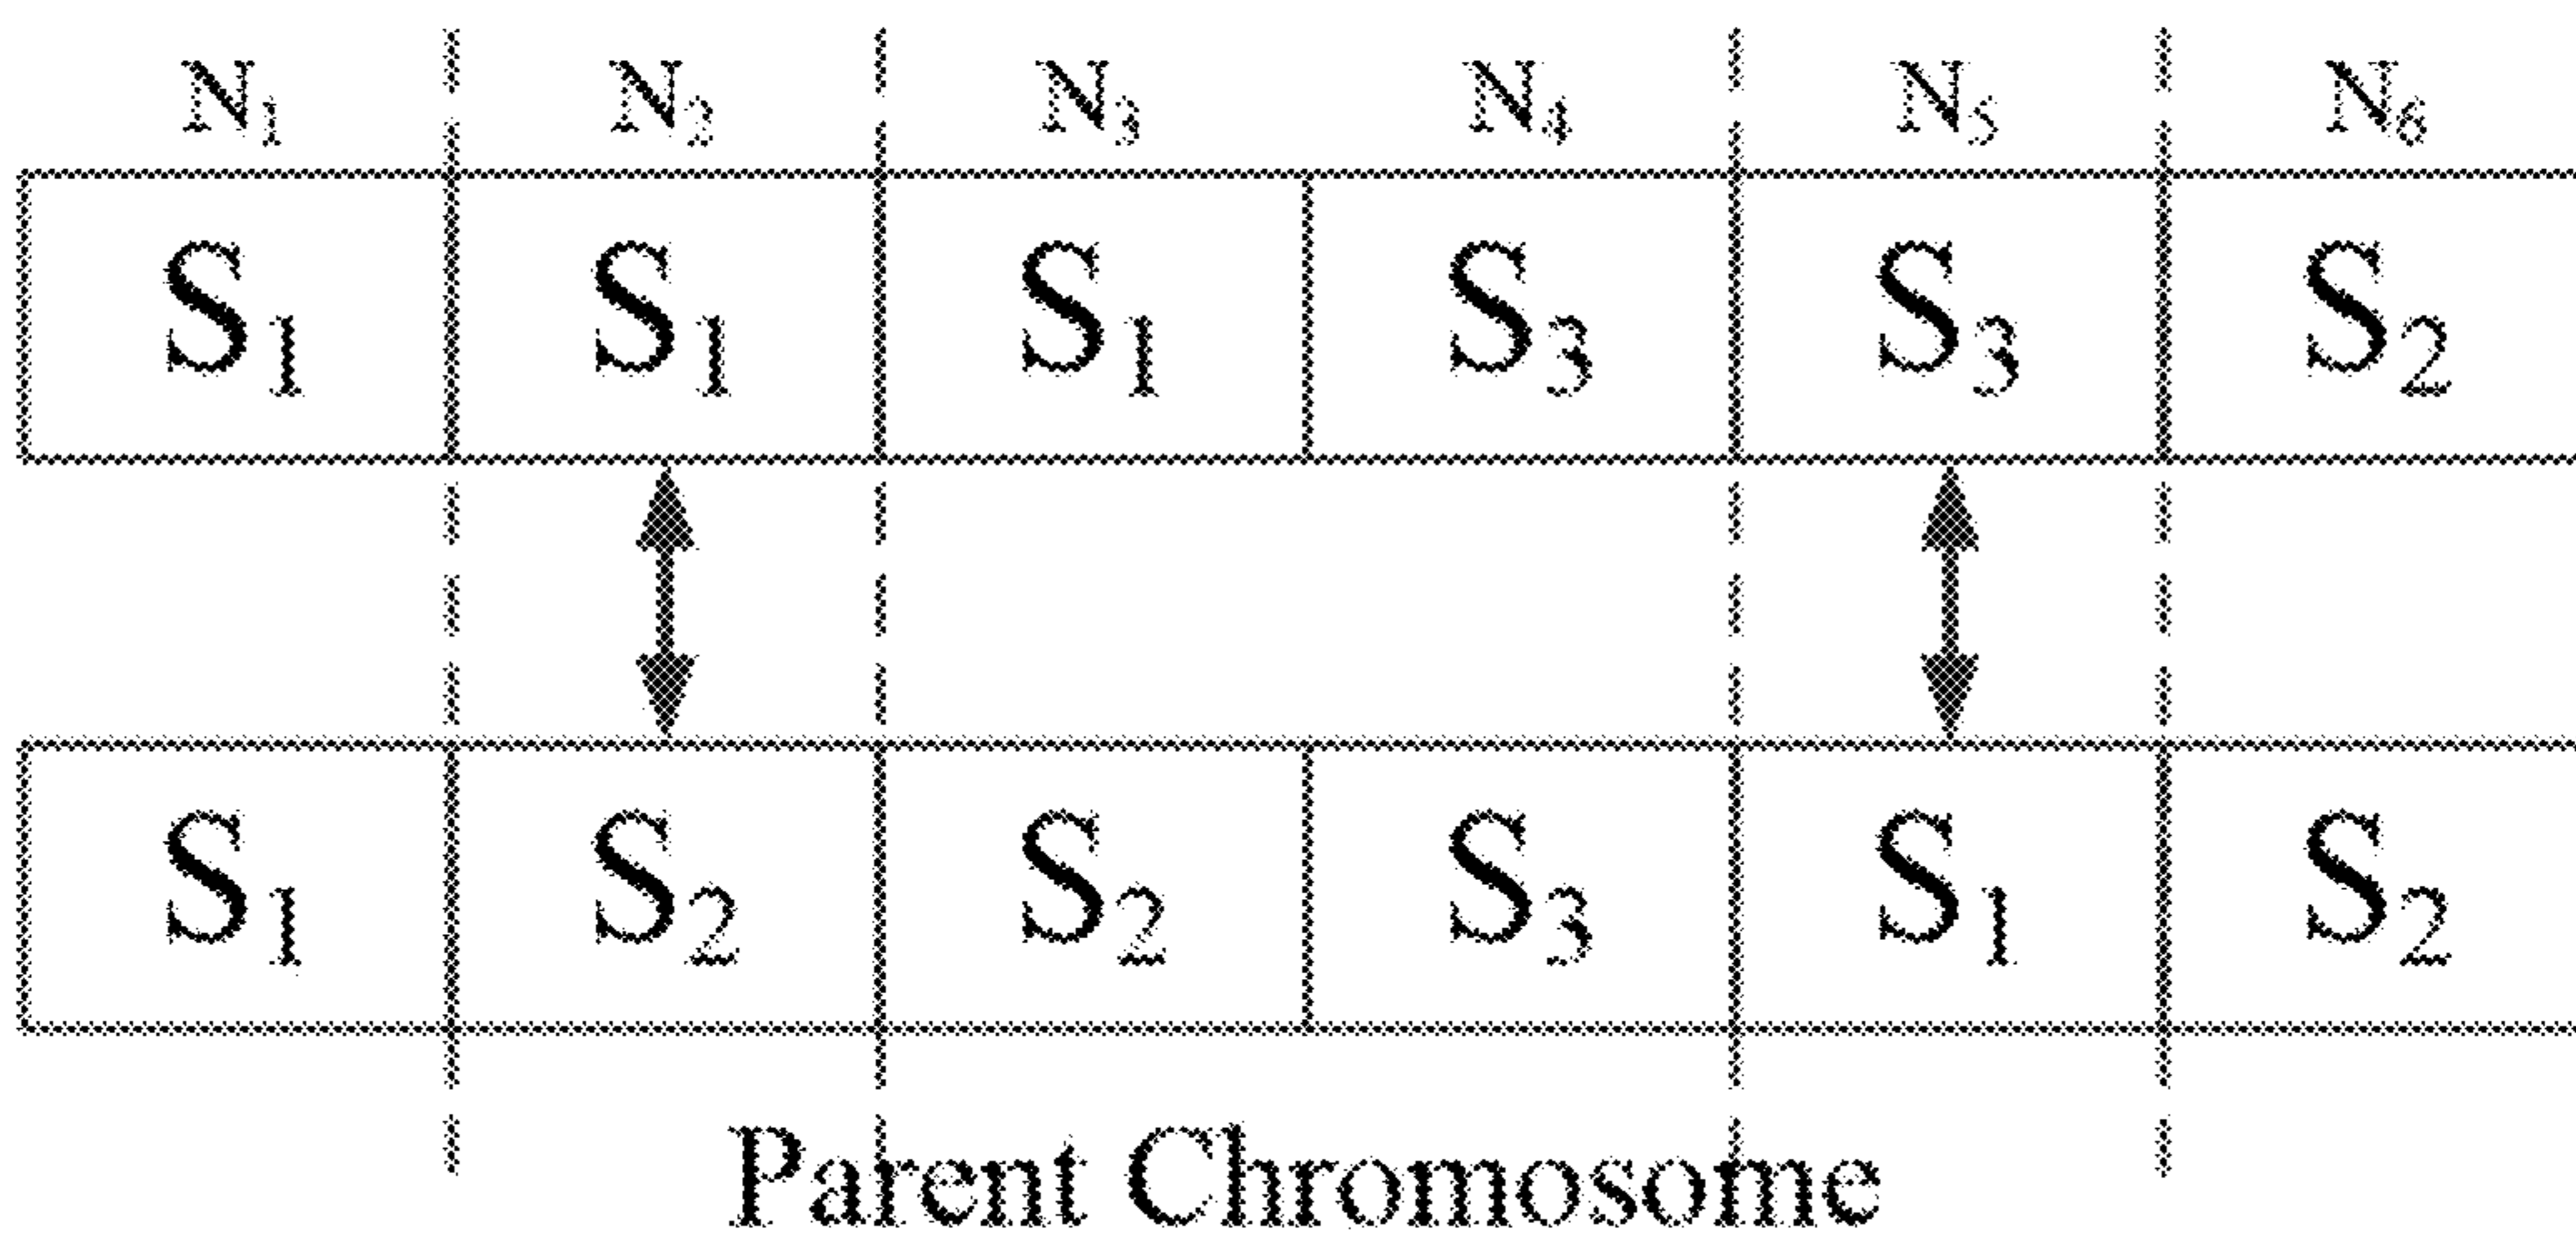 N₁ N₂ N₃ N₄ N₅ N₆
S₁ S₁ S₁ S₃ S₃ S₂
S₁ S₂ S₂ S₃ S₁ S₂
Parent Chromosome